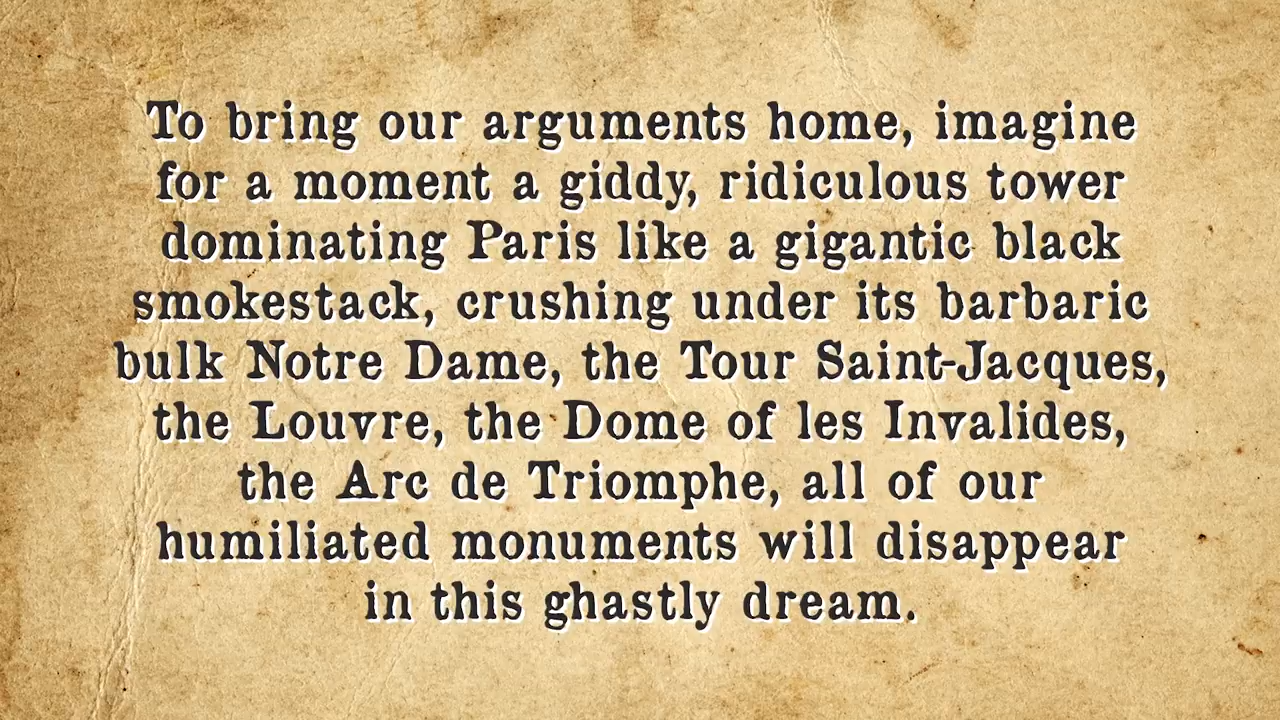 To bring our arguments home, imagine
for a moment a giddy, ridiculous tower
dominating Paris like a gigantic black
smokestack, crushing under its barbaric
bulk Notre Dame, the Tour Saint-Jacques,
the Louvre, the Dome of les Invalides,
the Arc de Triomphe, all of our
humiliated monuments will disappear
in this ghastly dream.